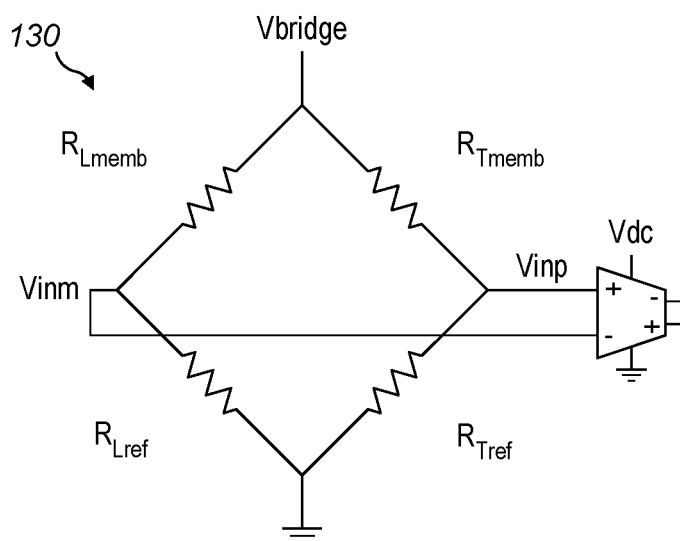 130
Vbridge
RLmemb
RTmemb
Vdc
Vinm
Vinp
+
-
-
+
RLref
RTref